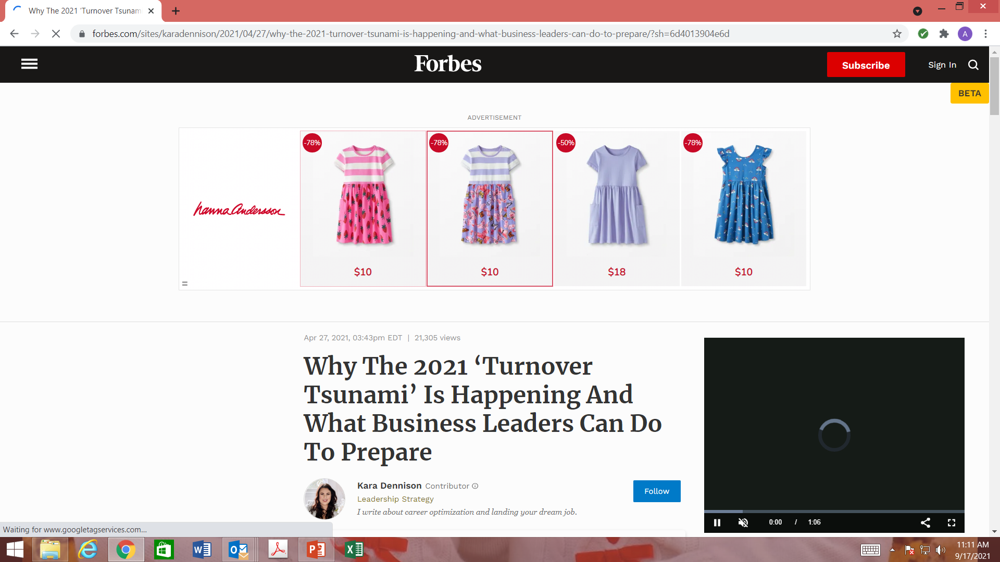 Why The 2021 'Turnover Tsunam
forbes.com/sites/karadennison/2021/04/27/why-the-2021-turnover-tsunami-is-happening-and-what-business-leaders-can-do-to-prepare/?sh=6d4013904e6d
A
Forbes
Subscribe
Sign In
BETA
ADVERTISEMENT
hanna Andersson
-78%
-78%
-50%
-78%
$10
$10
$18
$10
Apr 27, 2021, 03:43pm EDT | 21,305 views
Why The 2021 ‘Turnover
Tsunami’ Is Happening And
What Business Leaders Can Do
To Prepare
Kara Dennison Contributor
Leadership Strategy
I write about career optimization and landing your dream job.
Follow
0:00 / 1:06
Waiting for www.googletagservices.com...
11:11 AM
9/17/2021